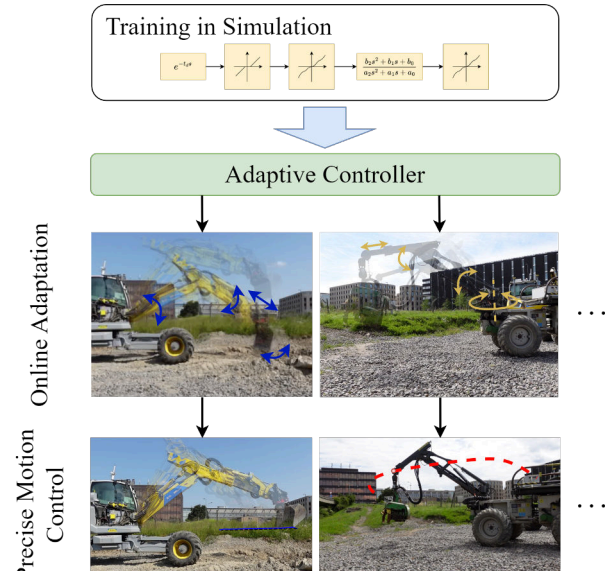 Training in Simulation
e^{-t_d s}
\frac{b_2 s^2 + b_1 s + b_0}{a_2 s^2 + a_1 s + a_0}
Adaptive Controller
Online Adaptation
...
Precise Motion
Control
...